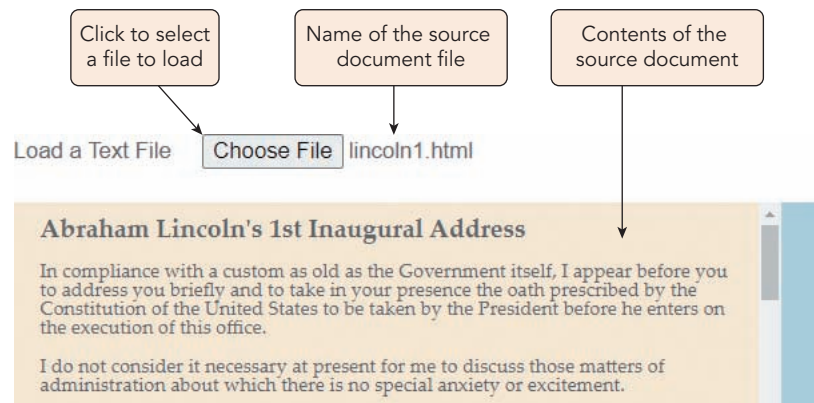 Click to select
a file to load
Name of the source
document file
Contents of the
source document
Load a Text File Choose File lincoln1.html
Abraham Lincoln's 1st Inaugural Address
In compliance with a custom as old as the Government itself, I appear before you
to address you briefly and to take in your presence the oath prescribed by the
Constitution of the United States to be taken by the President before he enters on
the execution of this office.
I do not consider it necessary at present for me to discuss those matters of
administration about which there is no special anxiety or excitement.